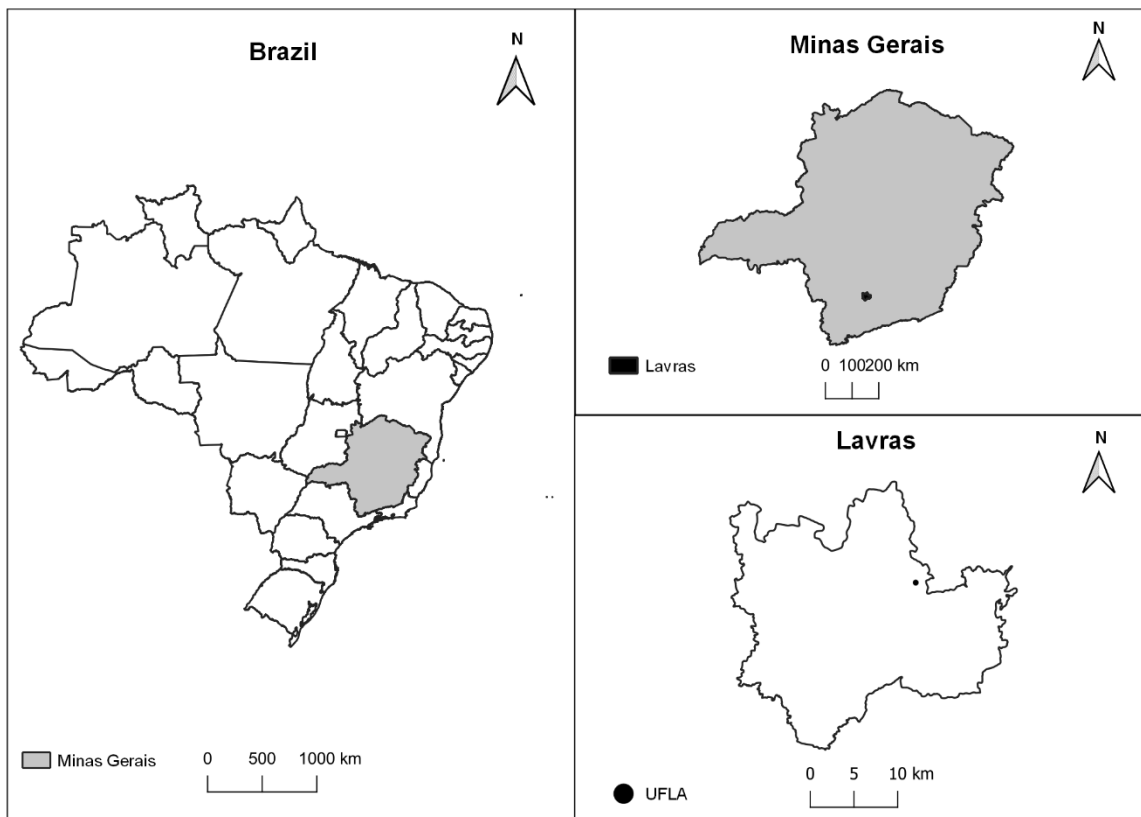 Brazil
N
Minas Gerais
0 500 1000 km
Minas Gerais
N
Lavras
0 100200 km
Lavras
N
UFLA
0 5 10 km